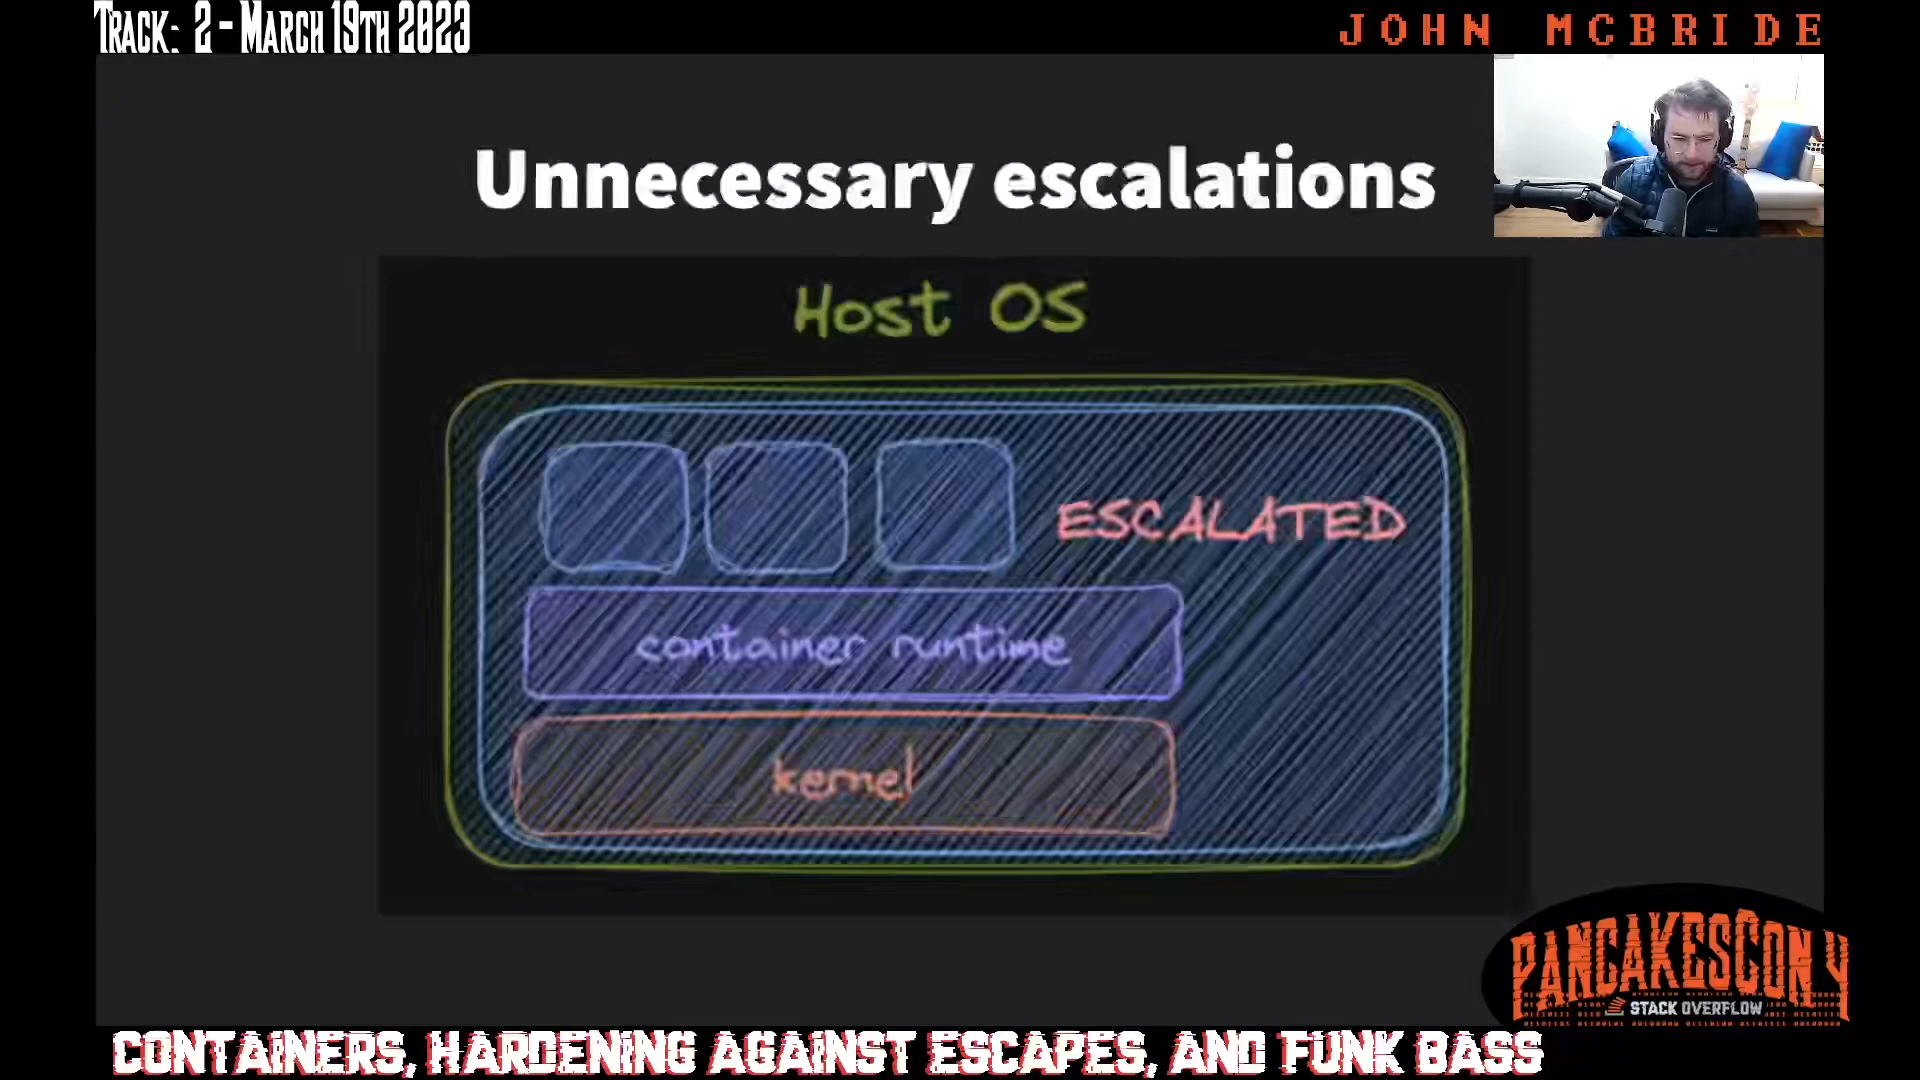 TRACK: 2 - MARCH 19TH 2023
JOHN MCBRIDE
Unnecessary escalations
Host OS
ESCALATED
container runtime
kernel
PANCAKESCON 4
STACK OVERFLOW
CONTAINERS, HARDENING AGAINST ESCAPES, AND FUNK BASS